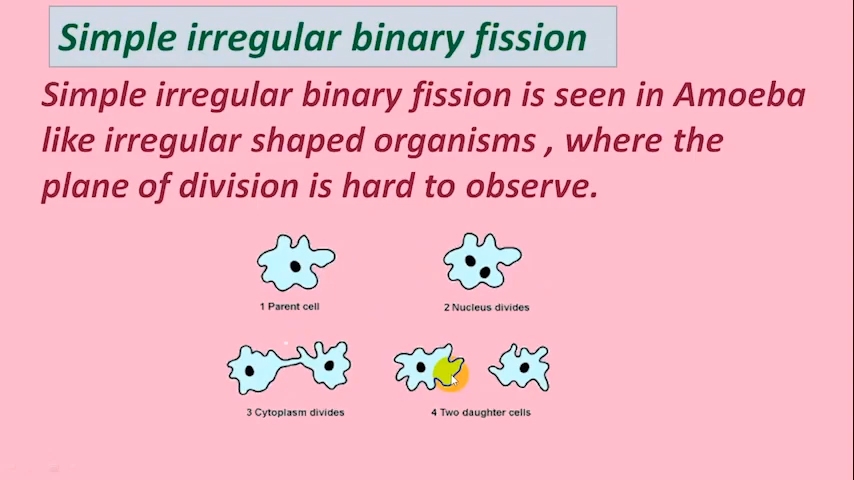 Simple irregular binary fission
Simple irregular binary fission is seen in Amoeba
like irregular shaped organisms , where the
plane of division is hard to observe.
1 Parent cell
2 Nucleus divides
3 Cytoplasm divides
4 Two daughter cells